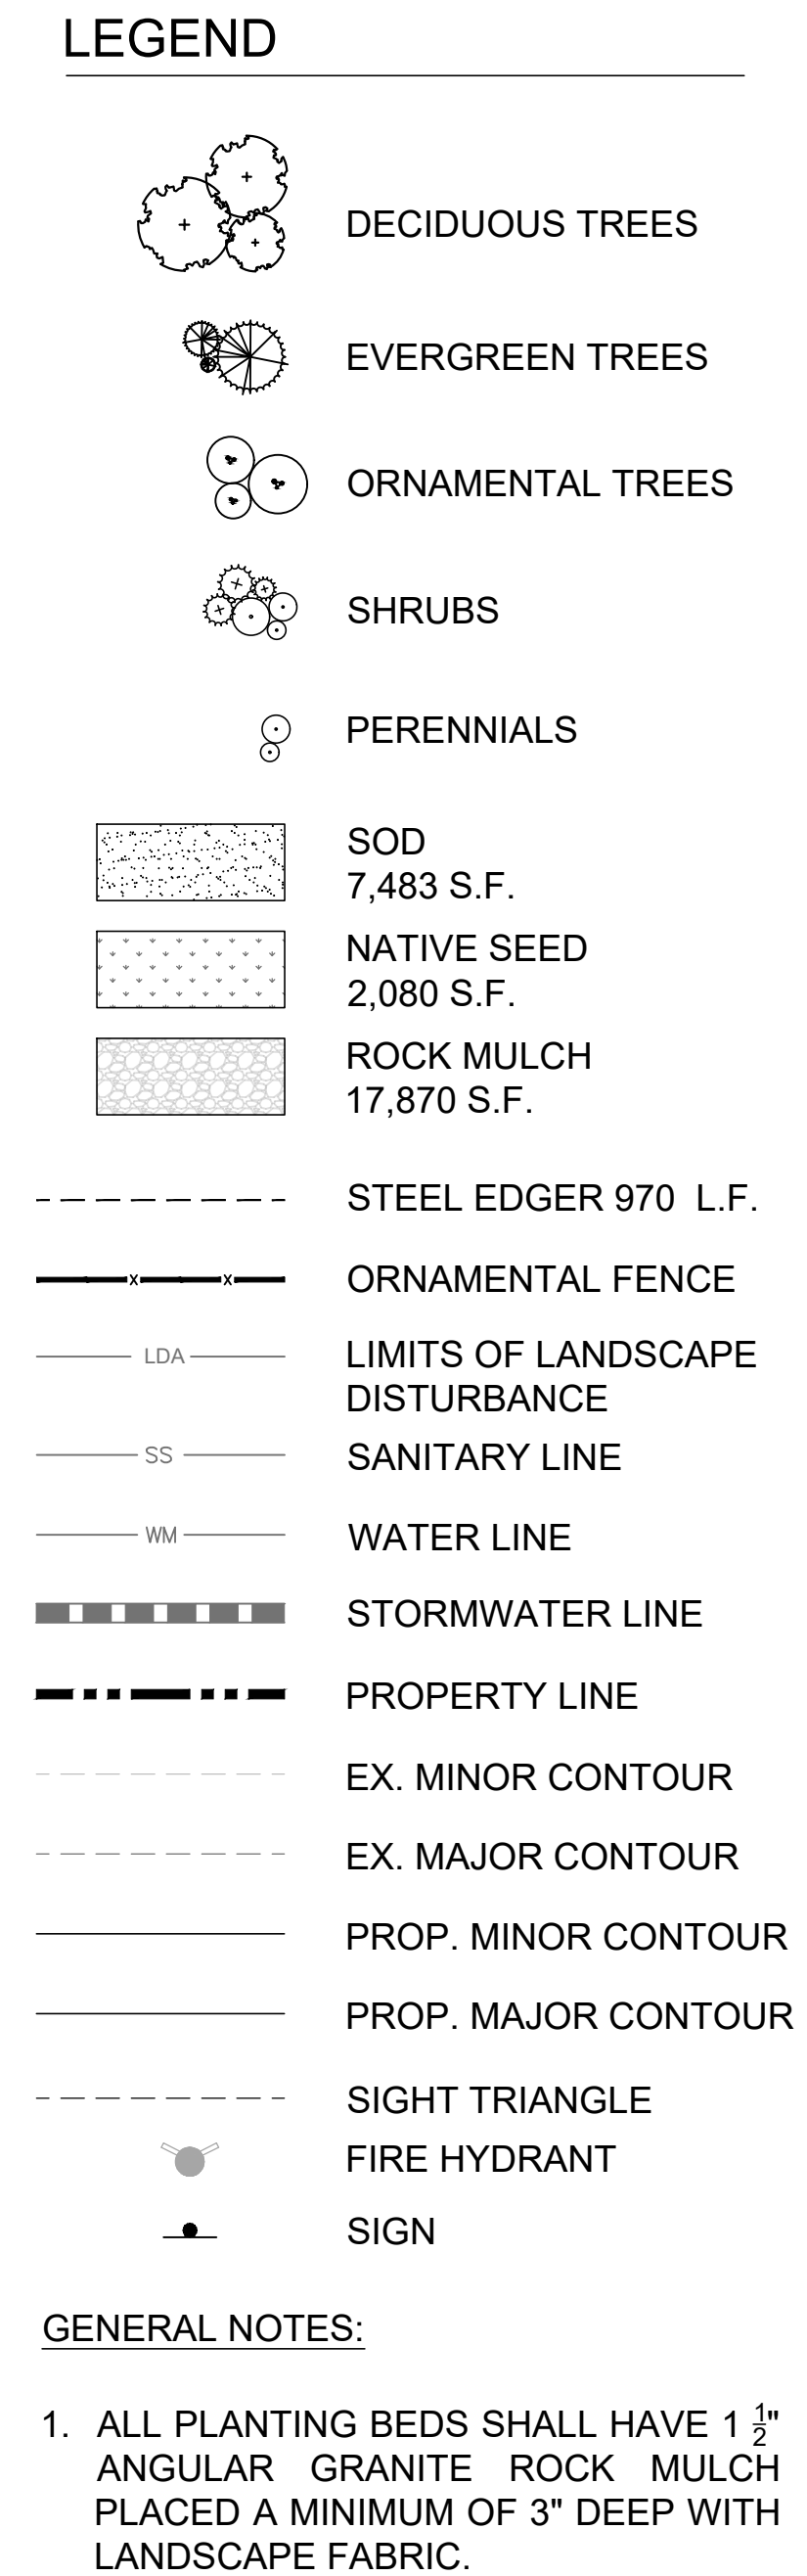 LEGEND
DECIDUOUS TREES
EVERGREEN TREES
ORNAMENTAL TREES
SHRUBS
PERENNIALS
SOD
7,483 S.F.
NATIVE SEED
2,080 S.F.
ROCK MULCH
17,870 S.F.
STEEL EDGER 970 L.F.
X X ORNAMENTAL FENCE
LDA LIMITS OF LANDSCAPE
DISTURBANCE
SS SANITARY LINE
WM WATER LINE
STORMWATER LINE
PROPERTY LINE
EX. MINOR CONTOUR
EX. MAJOR CONTOUR
PROP. MINOR CONTOUR
PROP. MAJOR CONTOUR
SIGHT TRIANGLE
FIRE HYDRANT
SIGN
GENERAL NOTES:
1. ALL PLANTING BEDS SHALL HAVE 1 1/2"
ANGULAR GRANITE ROCK MULCH
PLACED A MINIMUM OF 3" DEEP WITH
LANDSCAPE FABRIC.